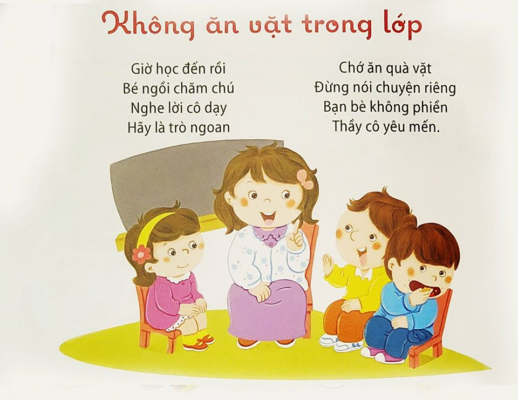 Không ăn vặt trong lớp
Giờ học đến rồi
Bé ngồi chăm chú
Nghe lời cô dạy
Hãy là trò ngoan
Chớ ăn quà vặt
Đừng nói chuyện riêng
Bạn bè không phiền
Thầy cô yêu mến.